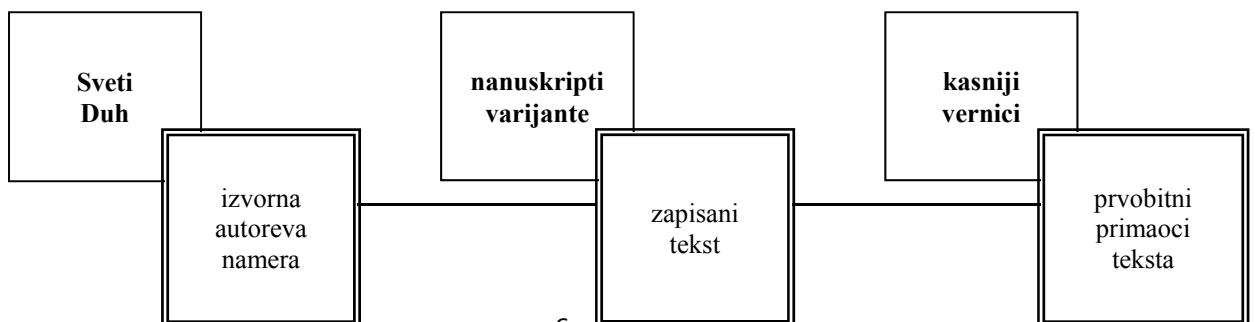 Sveti
Duh
nanuskripti
varijante
kasniji
vernici
izvorna
autoreva
namera
zapisani
tekst
prvobitni
primaoci
teksta